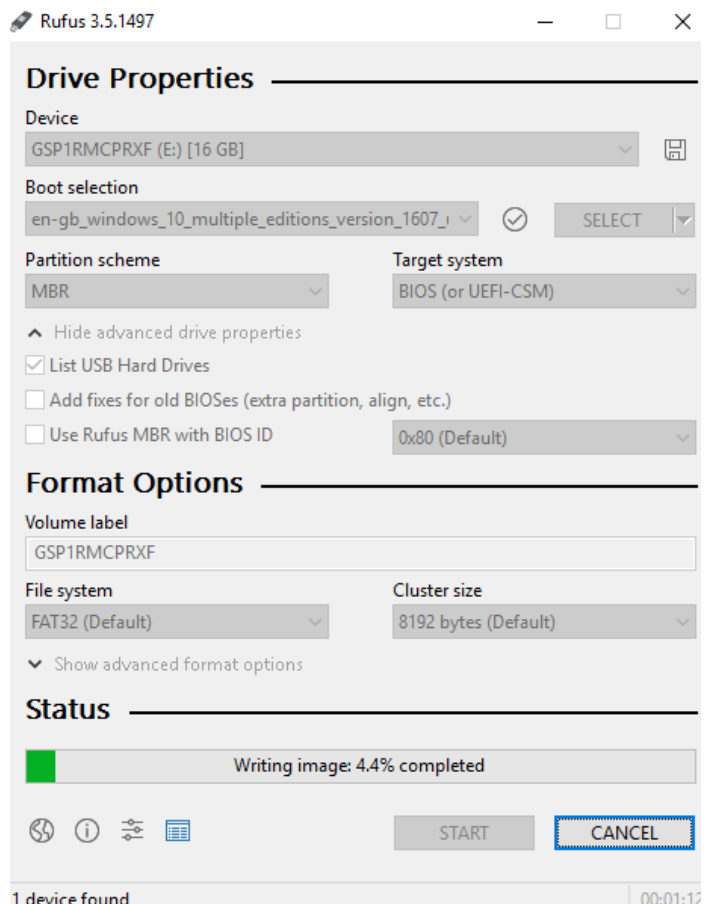 Rufus 3.5.1497
Drive Properties
Device
GSP1RMCPRXF (E:) [16 GB]
Boot selection
en-gb_windows_10_multiple_editions_version_1607_
SELECT
Partition scheme Target system
MBR BIOS (or UEFI-CSM)
Hide advanced drive properties
List USB Hard Drives
Add fixes for old BIOSes (extra partition, align, etc.)
Use Rufus MBR with BIOS ID 0x80 (Default)
Format Options
Volume label
GSP1RMCPRXF
File system Cluster size
FAT32 (Default) 8192 bytes (Default)
Show advanced format options
Status
Writing image: 4.4% completed
START CANCEL
1 device found 00:01:12